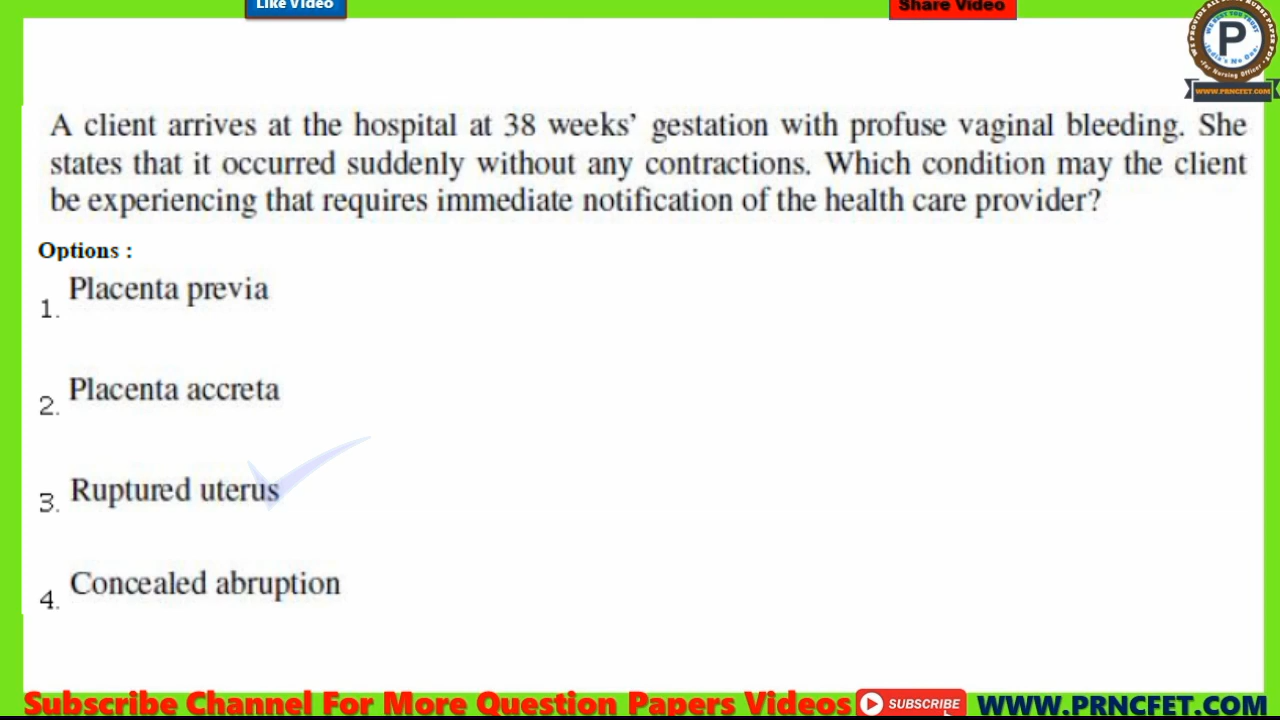 Like Video
Share Video
P
WWW.PRNCFET.COM
A client arrives at the hospital at 38 weeks’ gestation with profuse vaginal bleeding. She
states that it occurred suddenly without any contractions. Which condition may the client
be experiencing that requires immediate notification of the health care provider?
Options :
1. Placenta previa
2. Placenta accreta
3. Ruptured uterus
4. Concealed abruption
Subscribe Channel For More Question Papers Videos SUBSCRIBE WWW.PRNCFET.COM